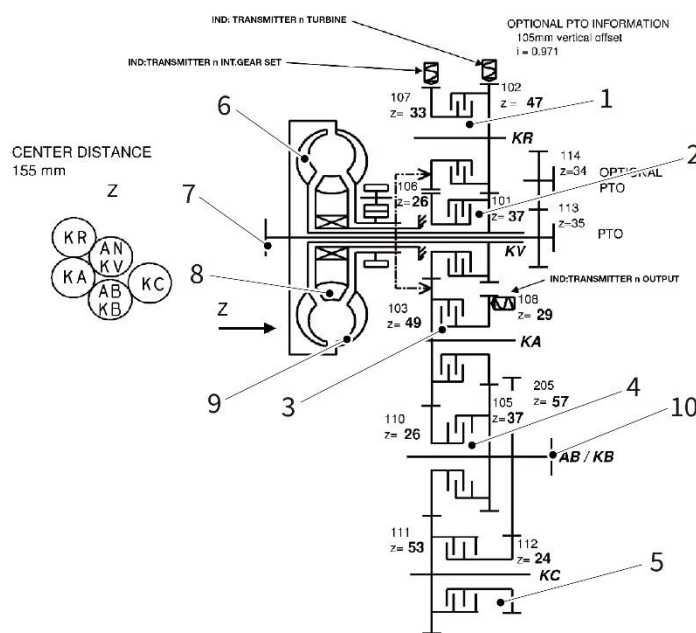 IND: TRANSMITTER n TURBINE
OPTIONAL PTO INFORMATION
105mm vertical offset
i = 0.971
IND:TRANSMITTER n INT.GEAR SET
107
z= 33
102
z= 47
1
6
KR
2
CENTER DISTANCE
155 mm
Z
114
z=34
OPTIONAL
PTO
106
z=26
101
z= 37
113
z=35
PTO
7
KV
KR
AN
KV
KA
AB
KB
KC
8
IND:TRANSMITTER n OUTPUT
Z
103
z= 49
108
z= 29
KA
9
3
4
205
z= 57
105
z=37
10
110
z= 26
AB / KB
111
z= 53
112
z= 24
KC
5